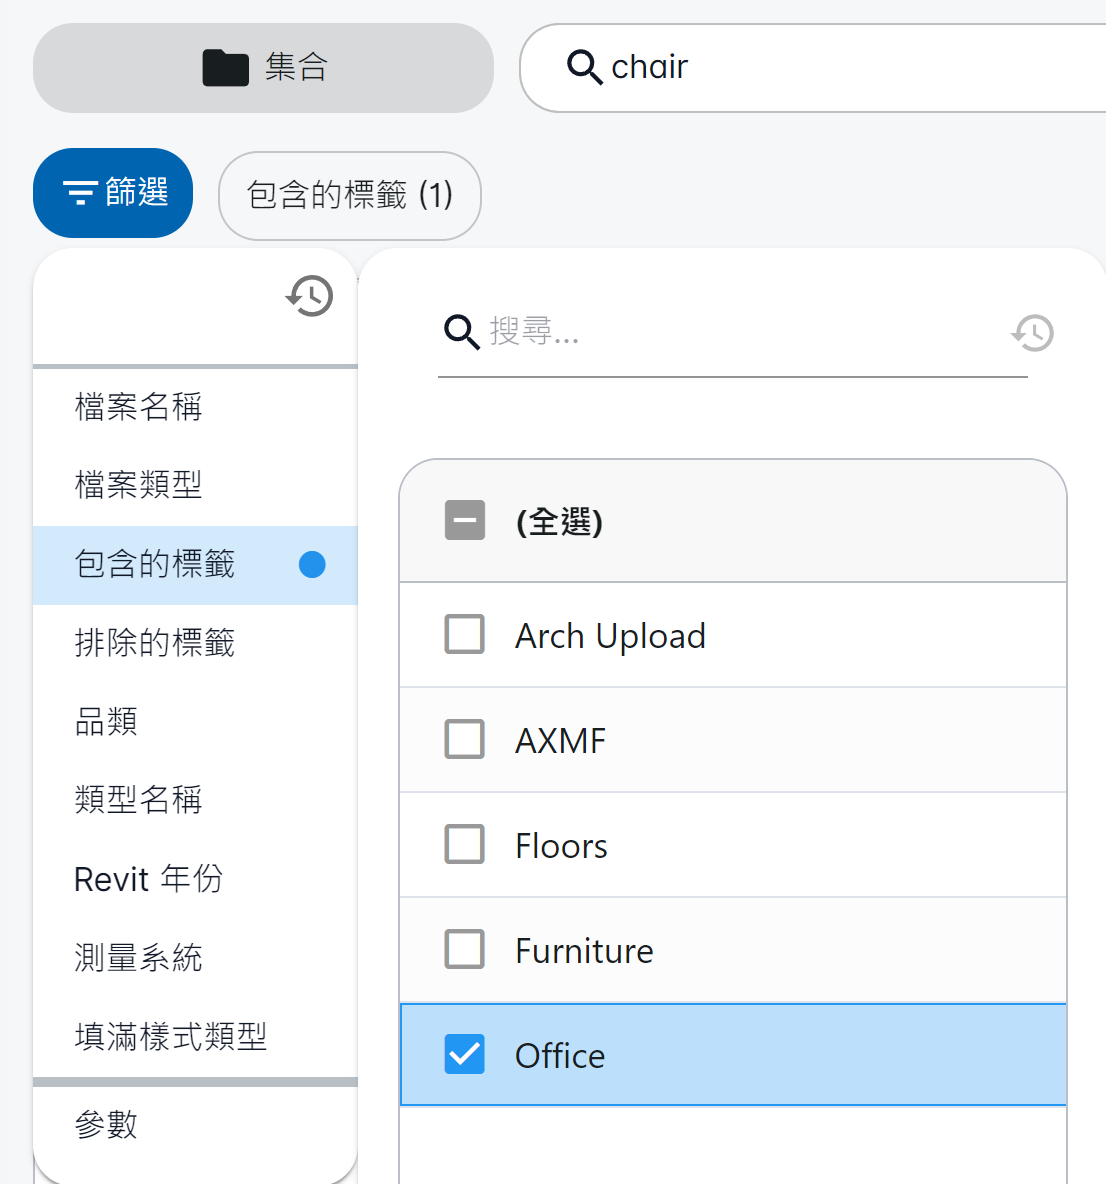 集合
chair
篩選
包含的標籤 (1)
搜尋...
檔案名稱
檔案類型
包含的標籤
排除的標籤
品類
類型名稱
Revit 年份
測量系統
填滿樣式類型
參數
(全選)
Arch Upload
AXMF
Floors
Furniture
Office